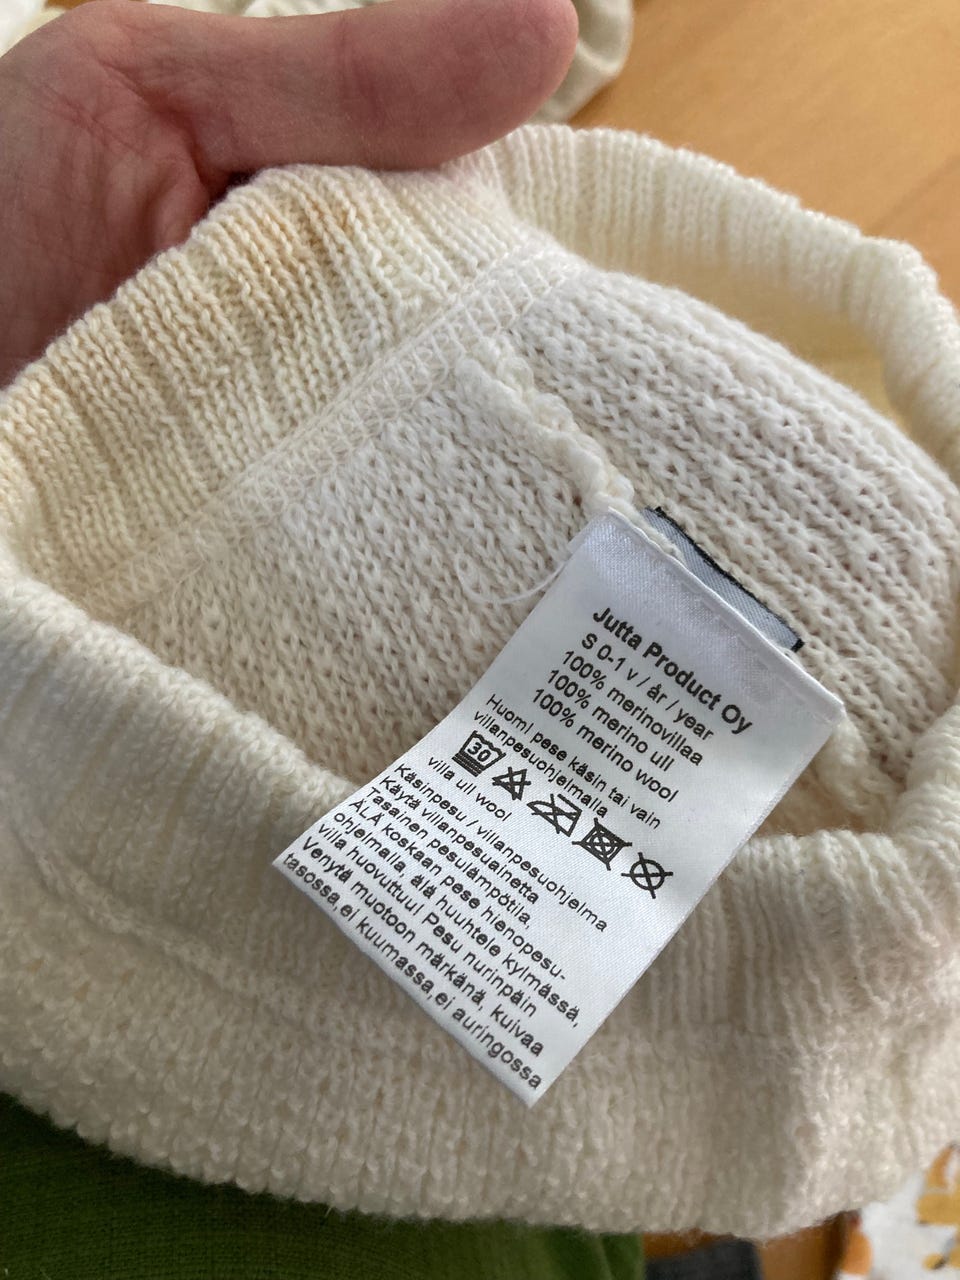 Jutta Product Oy
S 0-1 v / år / year
100% merinovillaa
100% merino ull
100% merino wool
Huom! pese käsin tai vain
villanpesuohjelmalla
30
villa ull wool
Käsinpesu / villanpesuohjelma
Käytä villanpesuainetta
Tasainen pesulämpötila,
ÄLÄ koskaan pese hienopesu-
ohjelmalla, älä huuhtele kylmässä,
villa huovuttuu! Pesu nurinpäin
Venytä muotoon märkänä, kuivaa
tasossa, ei kuumassa, ei auringossa